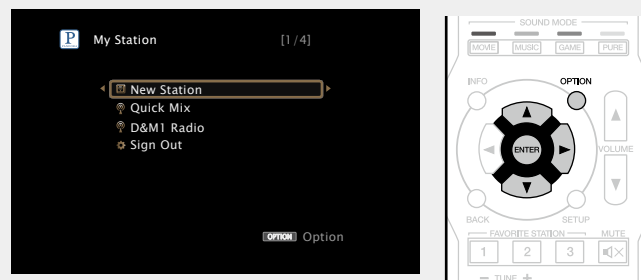 P My Station [1/4]
New Station
Quick Mix
D&M1 Radio
Sign Out
OPTION Option
SOUND MODE
MOVIE MUSIC GAME PURE
INFO OPTION
ENTER
VOLUME
BACK SETUP
FAVORITE STATION MUTE
1 2 3
− TUNE +